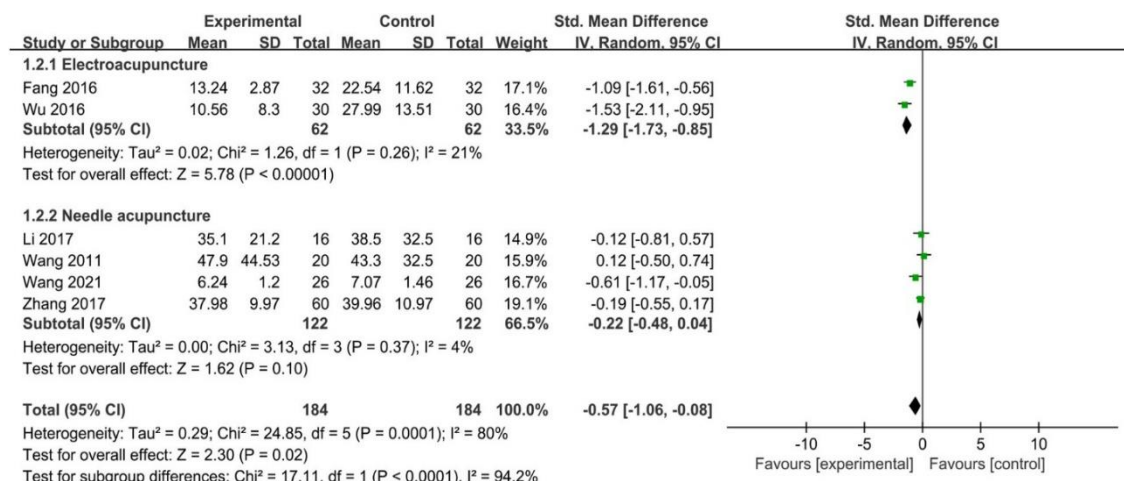 Experimental Control Std. Mean Difference Std. Mean Difference
Study or Subgroup Mean SD Total Mean SD Total Weight IV, Random, 95% CI IV, Random, 95% CI
1.2.1 Electroacupuncture
Fang 2016 13.24 2.87 32 22.54 11.62 32 17.1% -1.09 [-1.61, -0.56]
Wu 2016 10.56 8.3 30 27.99 13.51 30 16.4% -1.53 [-2.11, -0.95]
Subtotal (95% CI) 62 62 33.5% -1.29 [-1.73, -0.85]
Heterogeneity: Tau² = 0.02; Chi² = 1.26, df = 1 (P = 0.26); I² = 21%
Test for overall effect: Z = 5.78 (P < 0.00001)
1.2.2 Needle acupuncture
Li 2017 35.1 21.2 16 38.5 32.5 16 14.9% -0.12 [-0.81, 0.57]
Wang 2011 47.9 44.53 20 43.3 32.5 20 15.9% 0.12 [-0.50, 0.74]
Wang 2021 6.24 1.2 26 7.07 1.46 26 16.7% -0.61 [-1.17, -0.05]
Zhang 2017 37.98 9.97 60 39.96 10.97 60 19.1% -0.19 [-0.55, 0.17]
Subtotal (95% CI) 122 122 66.5% -0.22 [-0.48, 0.04]
Heterogeneity: Tau² = 0.00; Chi² = 3.13, df = 3 (P = 0.37); I² = 4%
Test for overall effect: Z = 1.62 (P = 0.10)
Total (95% CI) 184 184 100.0% -0.57 [-1.06, -0.08]
Heterogeneity: Tau² = 0.29; Chi² = 24.85, df = 5 (P = 0.0001); I² = 80%
Test for overall effect: Z = 2.30 (P = 0.02)
Test for subgroup differences: Chi² = 17.11, df = 1 (P < 0.0001), I² = 94.2%
-10 -5 0 5 10
Favours [experimental] Favours [control]